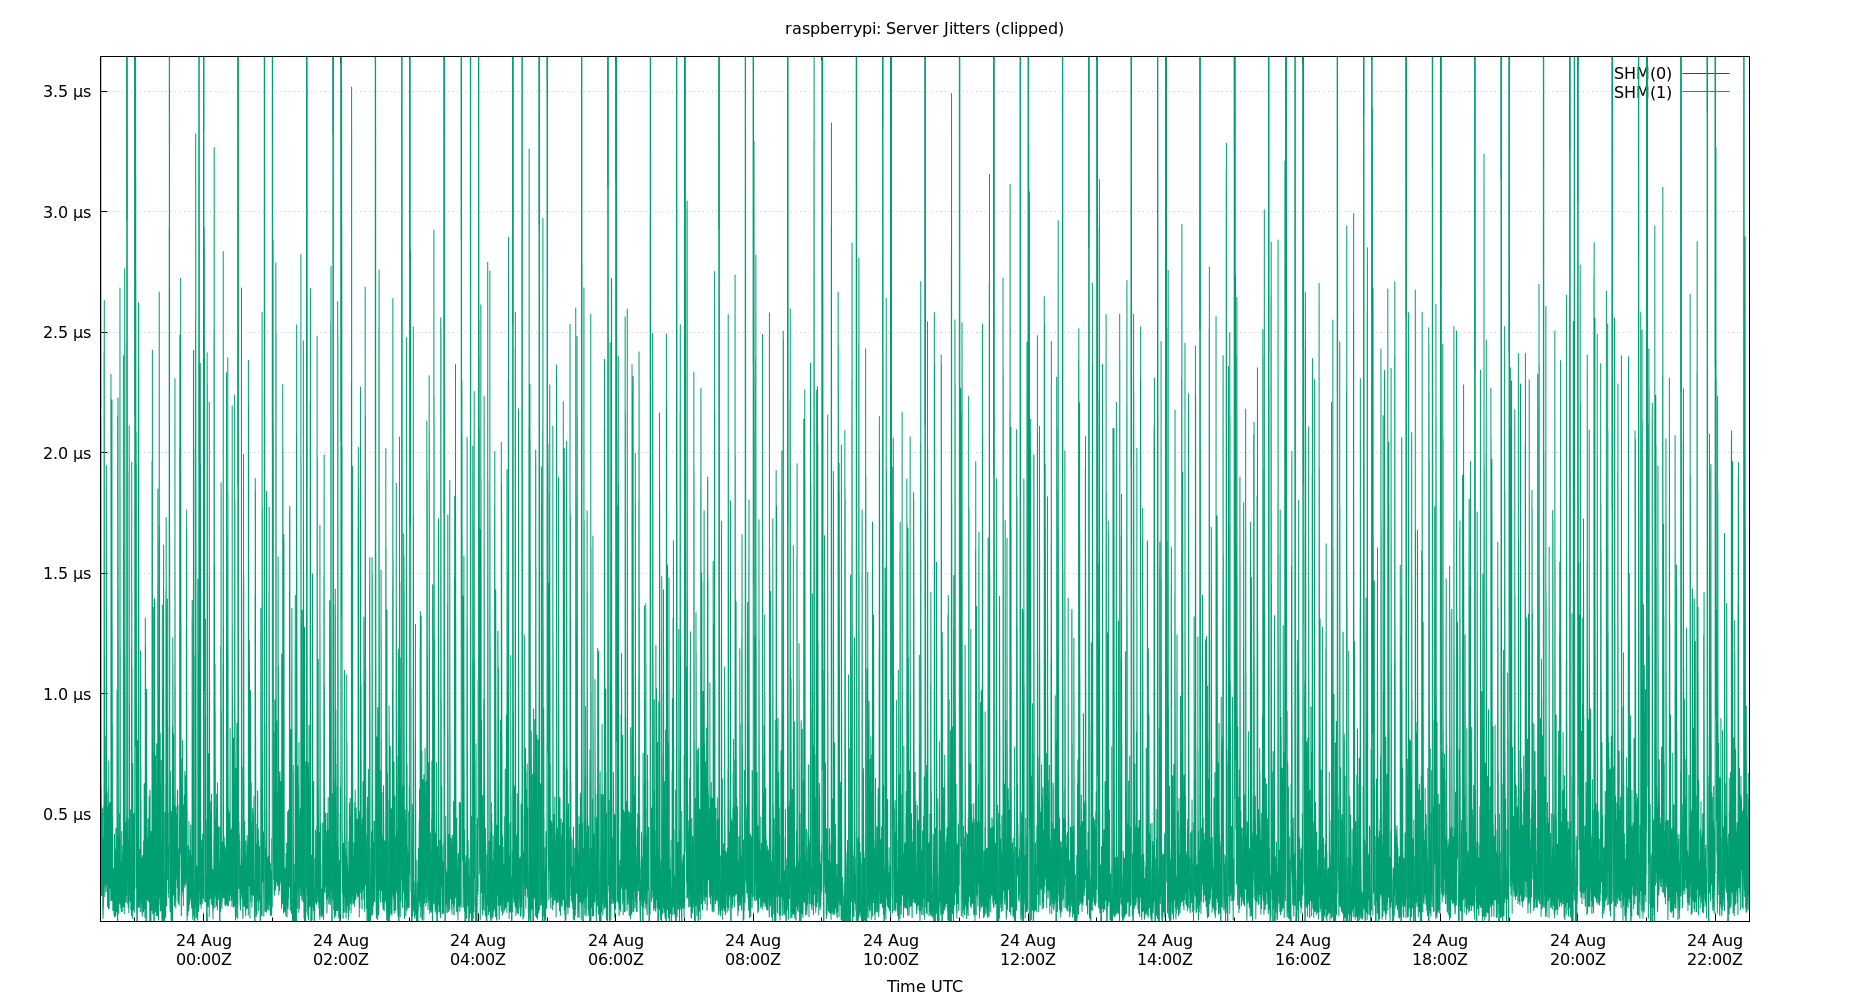 raspberrypi: Server Jitters (clipped)
SHM(0)
SHM(1)
3.5 µs
3.0 µs
2.5 µs
2.0 µs
1.5 µs
1.0 µs
0.5 µs
24 Aug 24 Aug 24 Aug 24 Aug 24 Aug 24 Aug 24 Aug 24 Aug 24 Aug 24 Aug 24 Aug 24 Aug
00:00Z 02:00Z 04:00Z 06:00Z 08:00Z 10:00Z 12:00Z 14:00Z 16:00Z 18:00Z 20:00Z 22:00Z
Time UTC